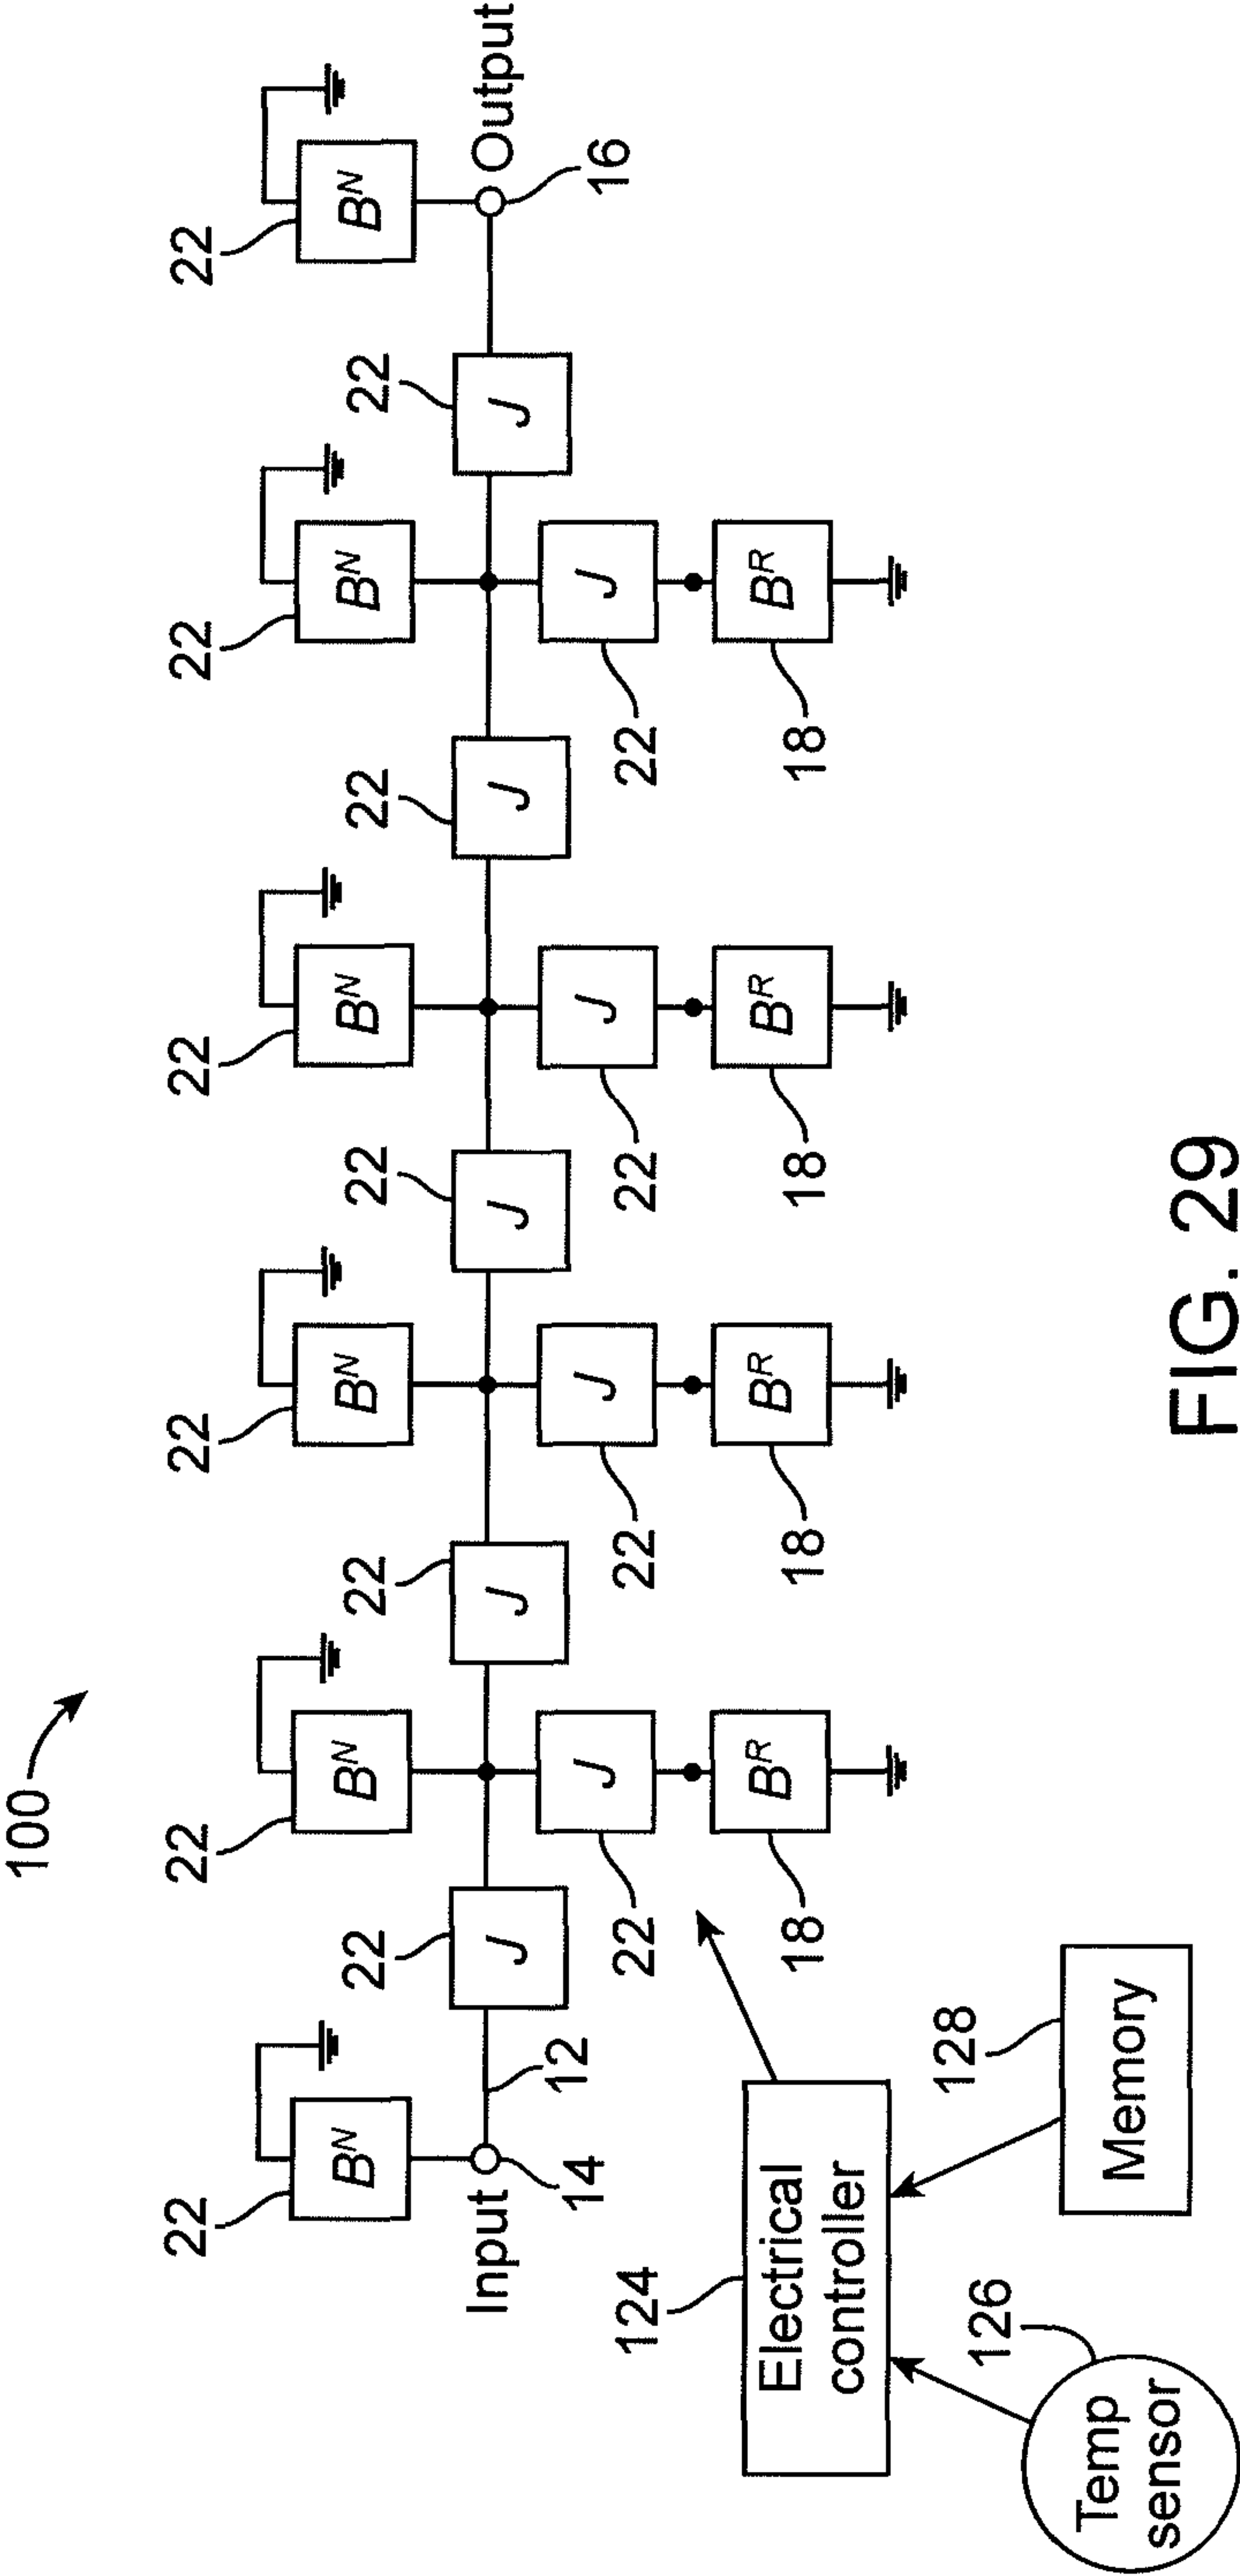 100
22 22 22 22 22 22
B^N B^N B^N B^N B^N B^N
22 22 22 22 22
Input J J J J J Output
14 12 16
J J J J
22 22 22 22
B^R B^R B^R B^R
18 18 18 18
124
Electrical
controller
128
Memory
126
Temp
sensor
FIG. 29